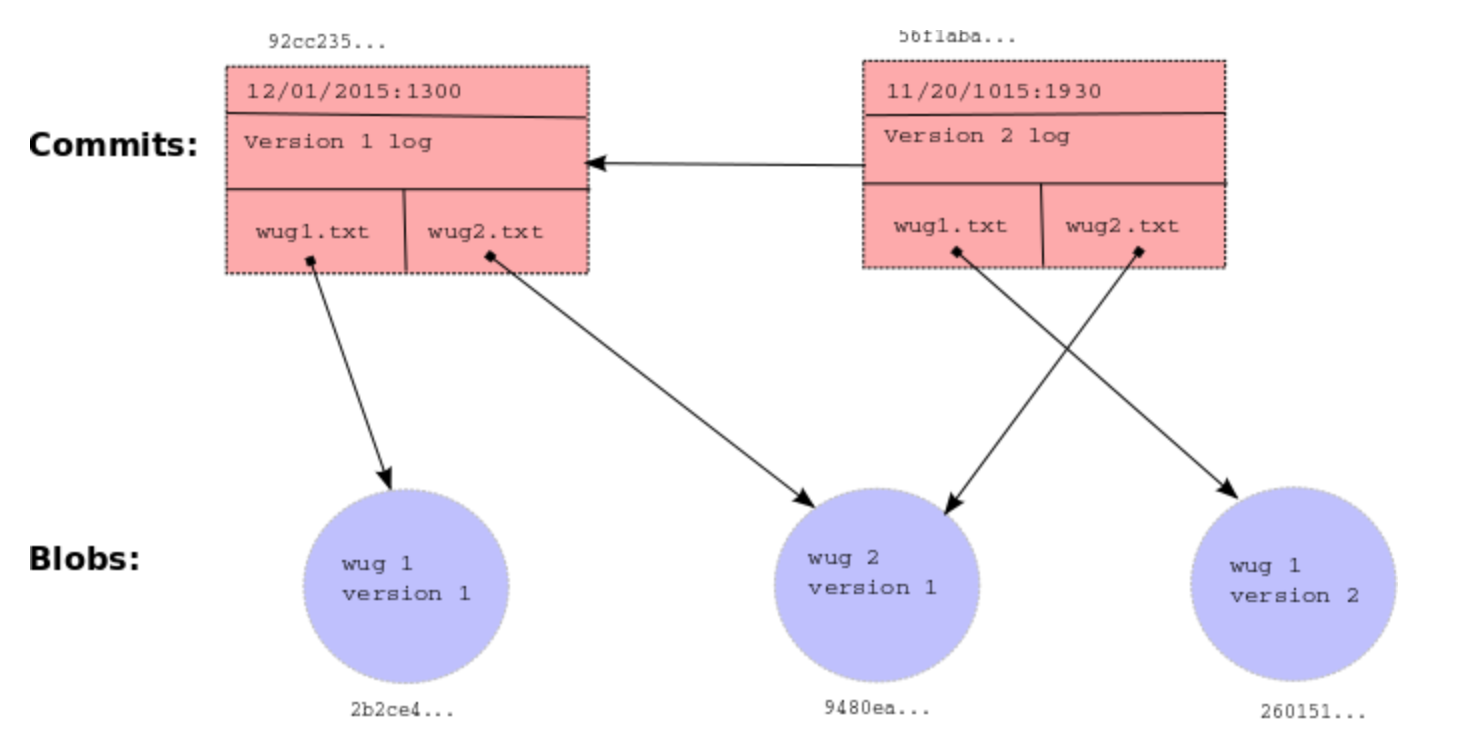 92cc235...
56f1aba...
12/01/2015:1300
11/20/1015:1930
Commits:
Version 1 log
Version 2 log
wug1.txt
wug2.txt
wug1.txt
wug2.txt
Blobs:
wug 1
version 1
wug 2
version 1
wug 1
version 2
2b2ce4...
9480ea...
260151...